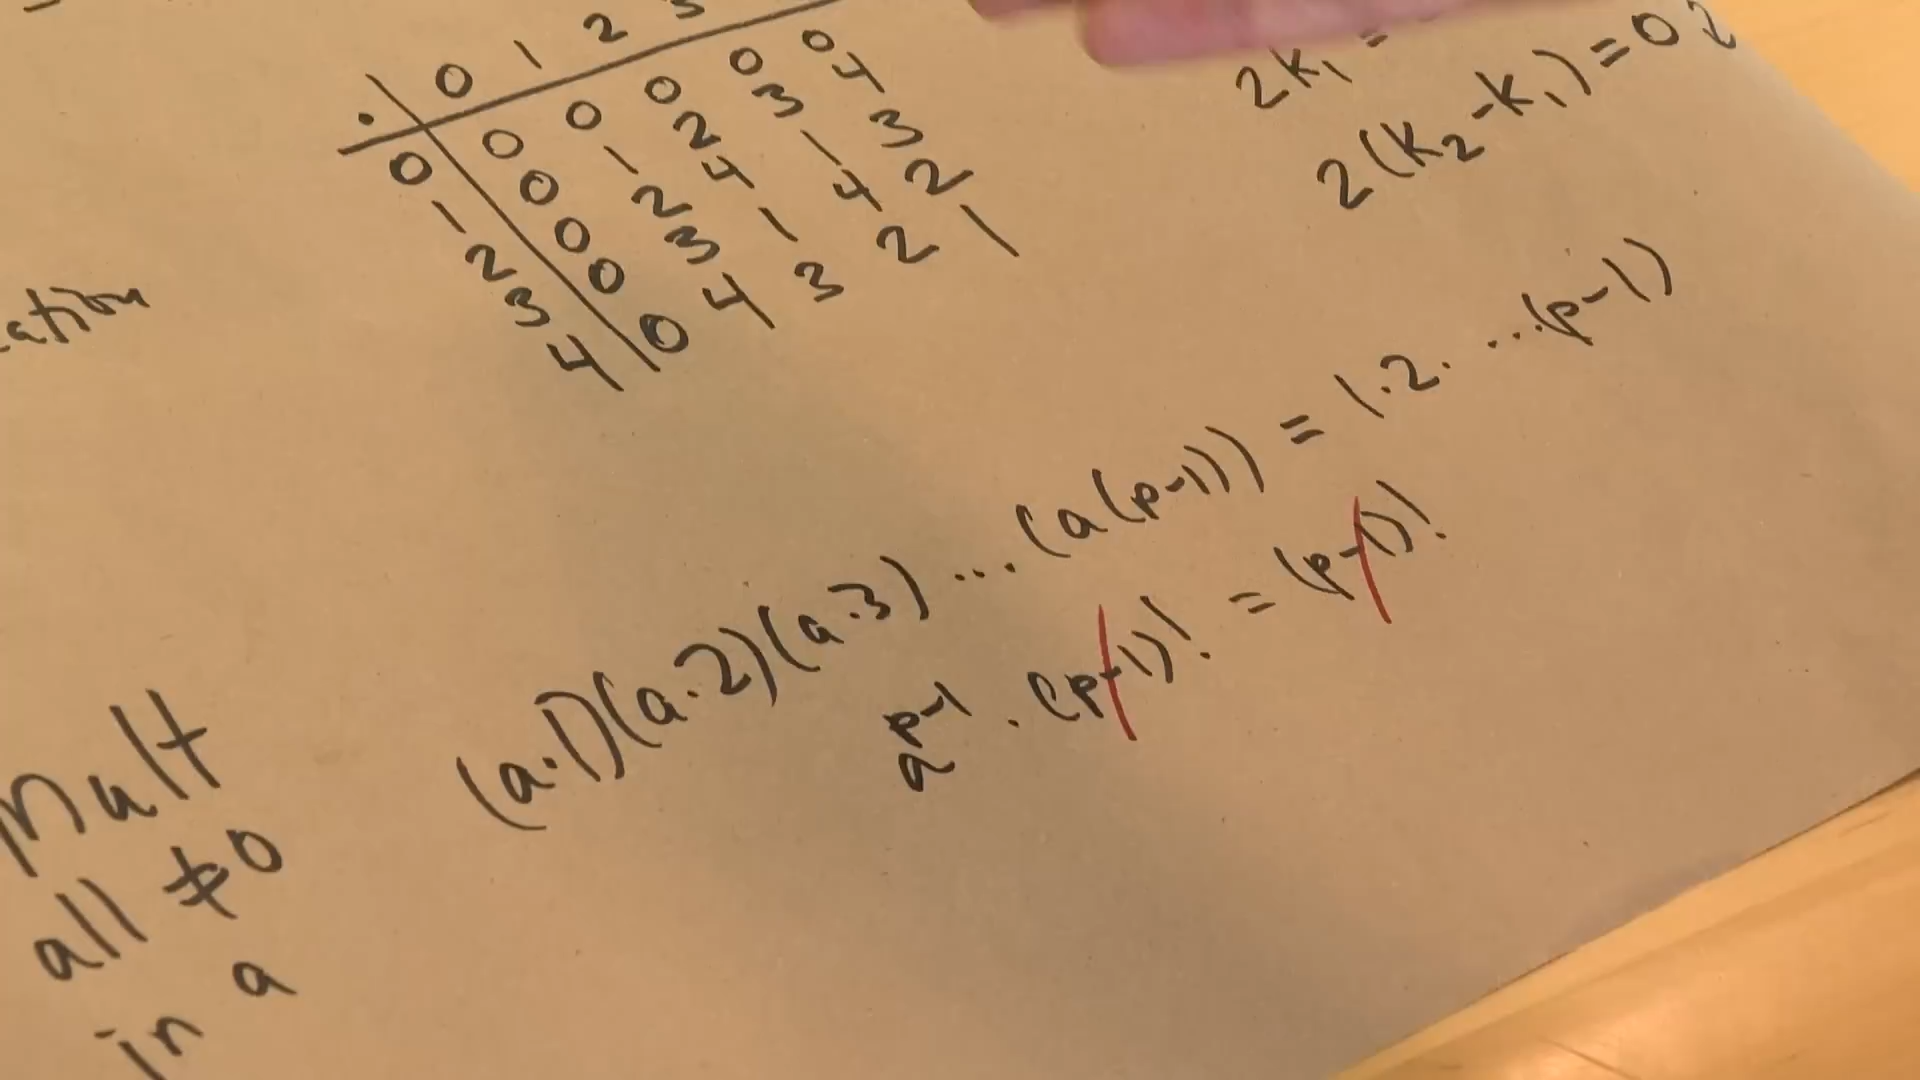 · 0 1 2 3
0 0 0 0 0 0
1 0 1 2 3 4
2 0 2 4 1 3
3 0 3 1 4 2
4 0 4 3 2 1
2k₁ =
2(k₂-k₁)=0
(a·1)(a·2)(a·3)...(a(p-1)) = 1·2·...(p-1)
a^{p-1} · (p-1)! = (p-1)!
Mult
all ≠0
in a